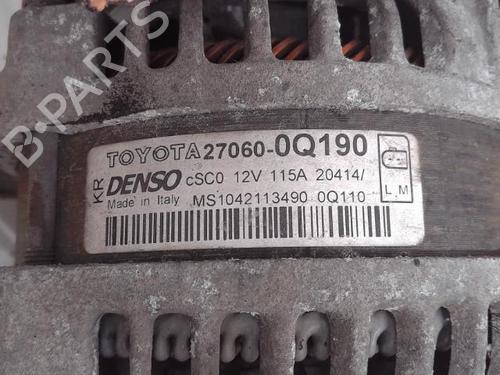 TOYOTA 27060-0Q190
KR DENSO cSC0 12V 115A 20414/ L M
Made in Italy MS1042113490 0Q110
B-PARTS